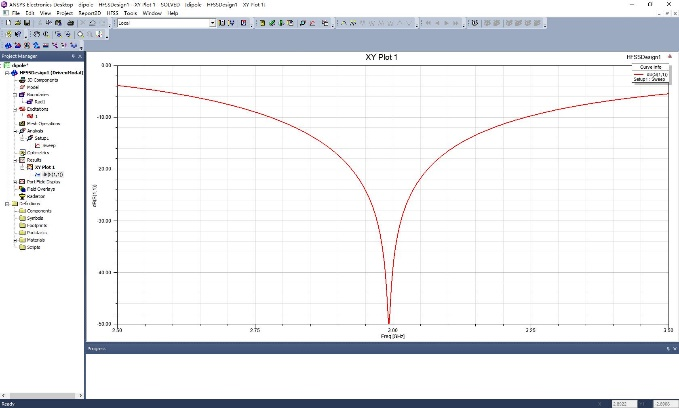 ANSYS Electronics Desktop dipole HFSSDesign1 XY Plot 1 SOLVED [dipole HFSSDesign1 XY Plot 1]
File Edit View Project Report2D HFSS Tools Window Help
Local
Project Manager
dipole*
HFSSDesign1 (DrivenModal)
3D Components
Model
Boundaries
Rad1
Excitations
1
Mesh Operations
Analysis
Setup1
Sweep
Optimetrics
Results
XY Plot 1
dB(S(1,1))
Port Field Display
Field Overlays
Radiation
Definitions
Components
Symbols
Footprints
Padstacks
Materials
Scripts
XY Plot 1
HFSSDesign1
Curve Info
dB(S(1,1))
Setup1 : Sweep
dB(S(1,1))
0.00
-10.00
-20.00
-30.00
-40.00
-50.00
2.50
2.75
3.00
3.25
3.50
Freq [GHz]
Progress
Ready